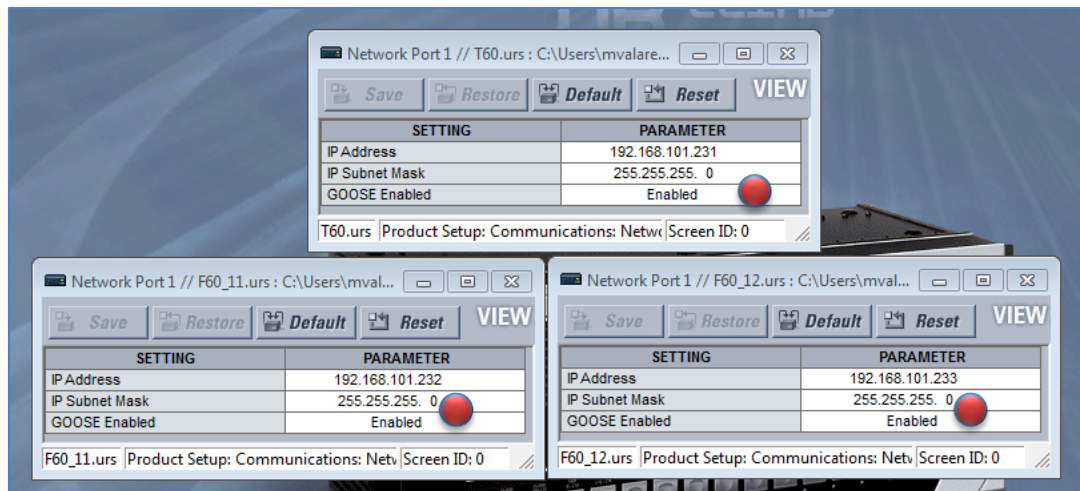 Network Port 1 // T60.urs : C:\Users\mvalare...
Save Restore Default Reset VIEW
SETTING PARAMETER
IP Address 192.168.101.231
IP Subnet Mask 255.255.255. 0
GOOSE Enabled Enabled
T60.urs Product Setup: Communications: Netwo Screen ID: 0
Network Port 1 // F60_11.urs : C:\Users\mval...
Save Restore Default Reset VIEW
SETTING PARAMETER
IP Address 192.168.101.232
IP Subnet Mask 255.255.255. 0
GOOSE Enabled Enabled
F60_11.urs Product Setup: Communications: Netw Screen ID: 0
Network Port 1 // F60_12.urs : C:\Users\mval...
Save Restore Default Reset VIEW
SETTING PARAMETER
IP Address 192.168.101.233
IP Subnet Mask 255.255.255. 0
GOOSE Enabled Enabled
F60_12.urs Product Setup: Communications: Netw Screen ID: 0